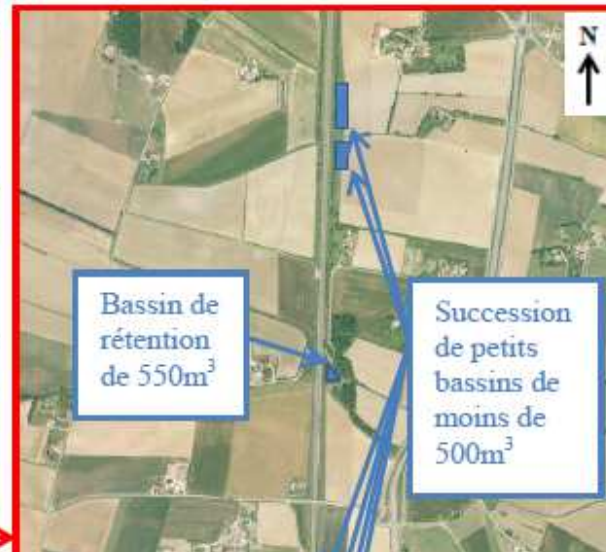 N
Bassin de
rétention
de 550m³
Succession
de petits
bassins de
moins de
500m³